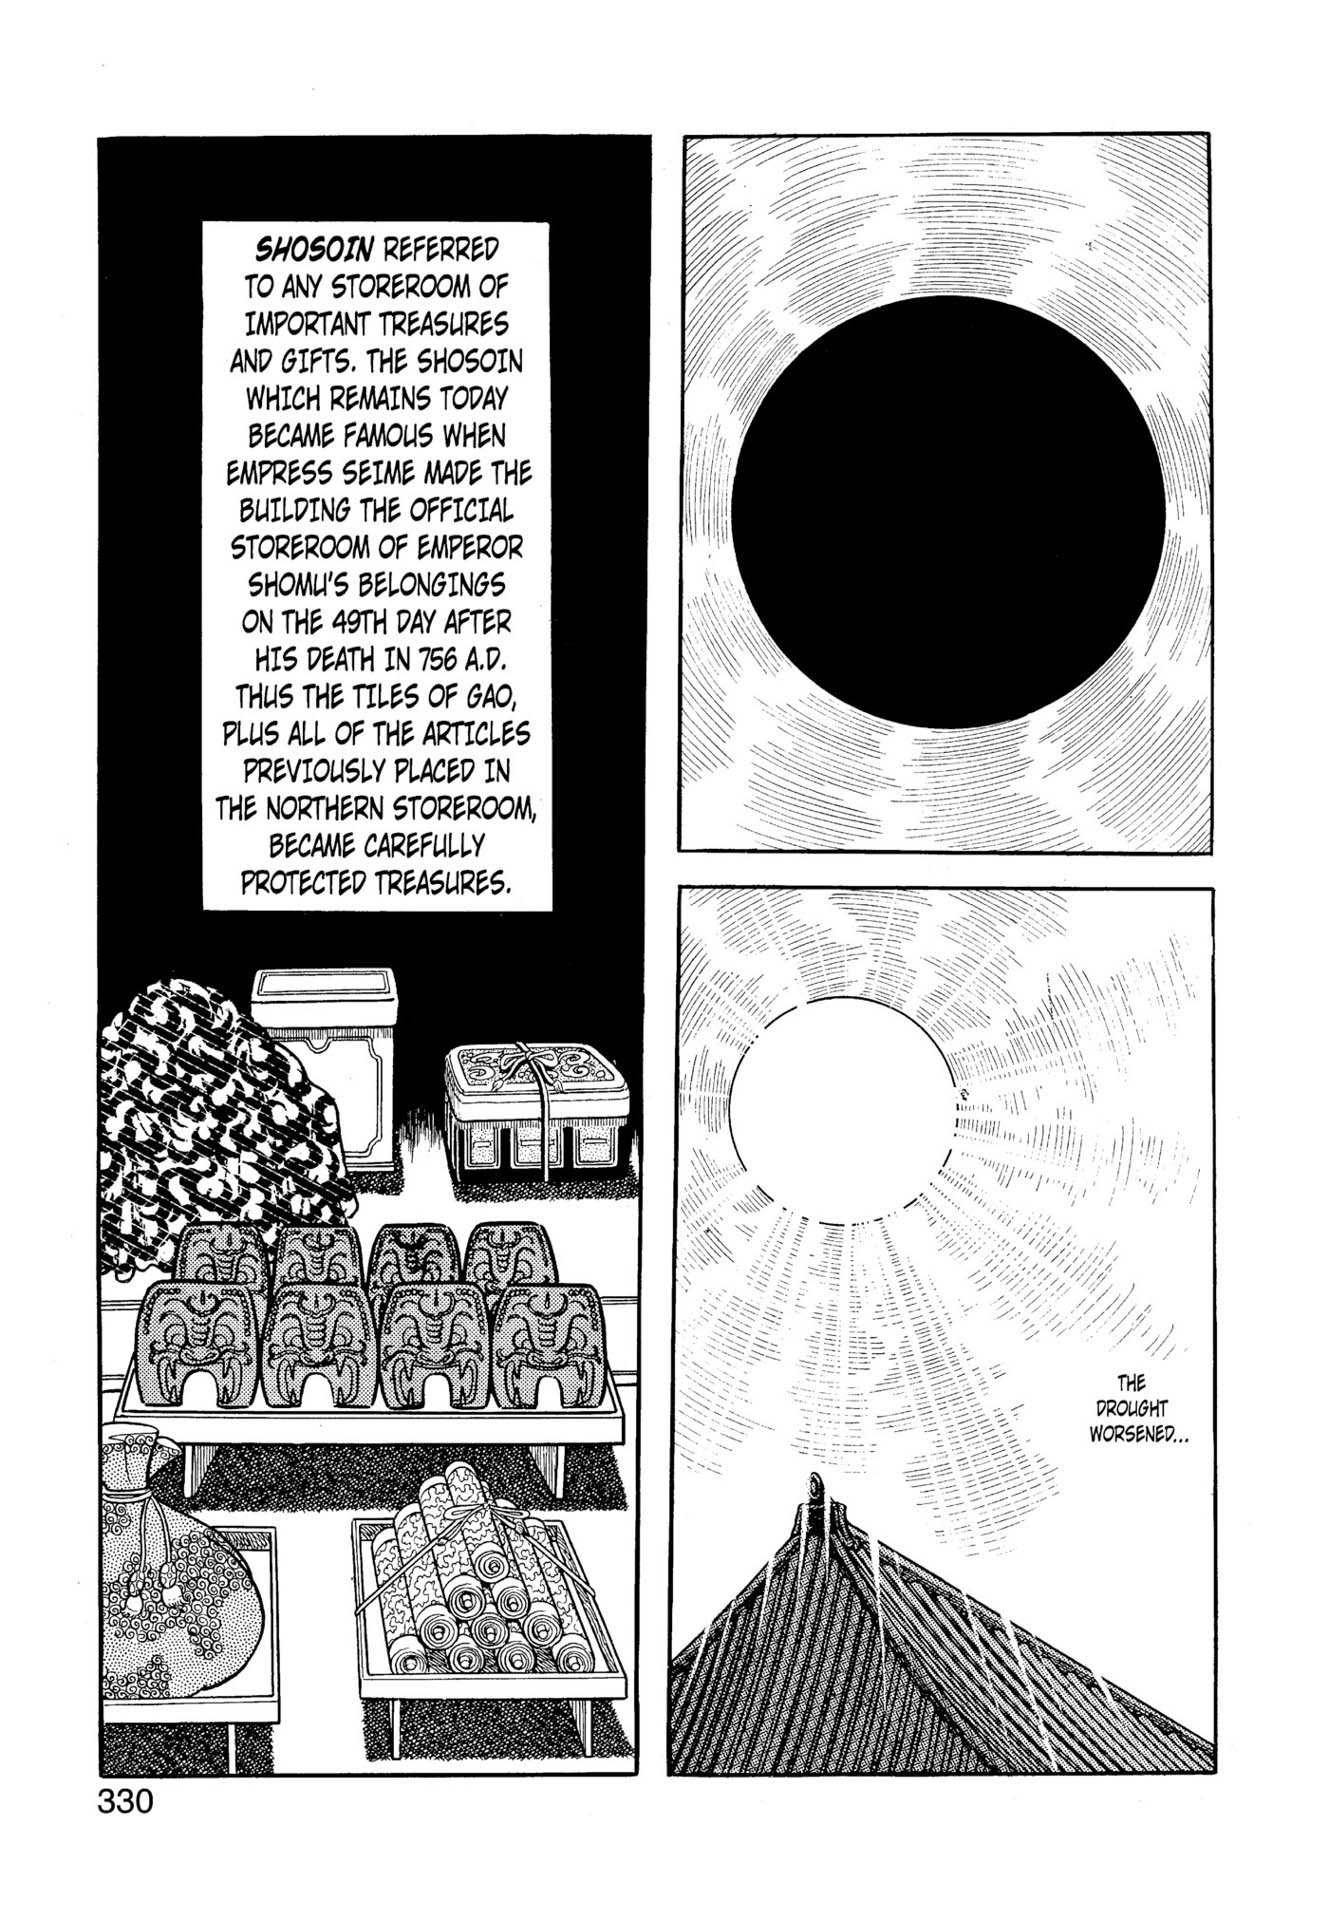 SHOSOIN REFERRED
TO ANY STOREROOM OF
IMPORTANT TREASURES
AND GIFTS. THE SHOSOIN
WHICH REMAINS TODAY
BECAME FAMOUS WHEN
EMPRESS SEIME MADE THE
BUILDING THE OFFICIAL
STOREROOM OF EMPEROR
SHOMU'S BELONGINGS
ON THE 49TH DAY AFTER
HIS DEATH IN 756 A.D.
THUS THE TILES OF GAO,
PLUS ALL OF THE ARTICLES
PREVIOUSLY PLACED IN
THE NORTHERN STOREROOM,
BECAME CAREFULLY
PROTECTED TREASURES.
THE
DROUGHT
WORSENED...
330